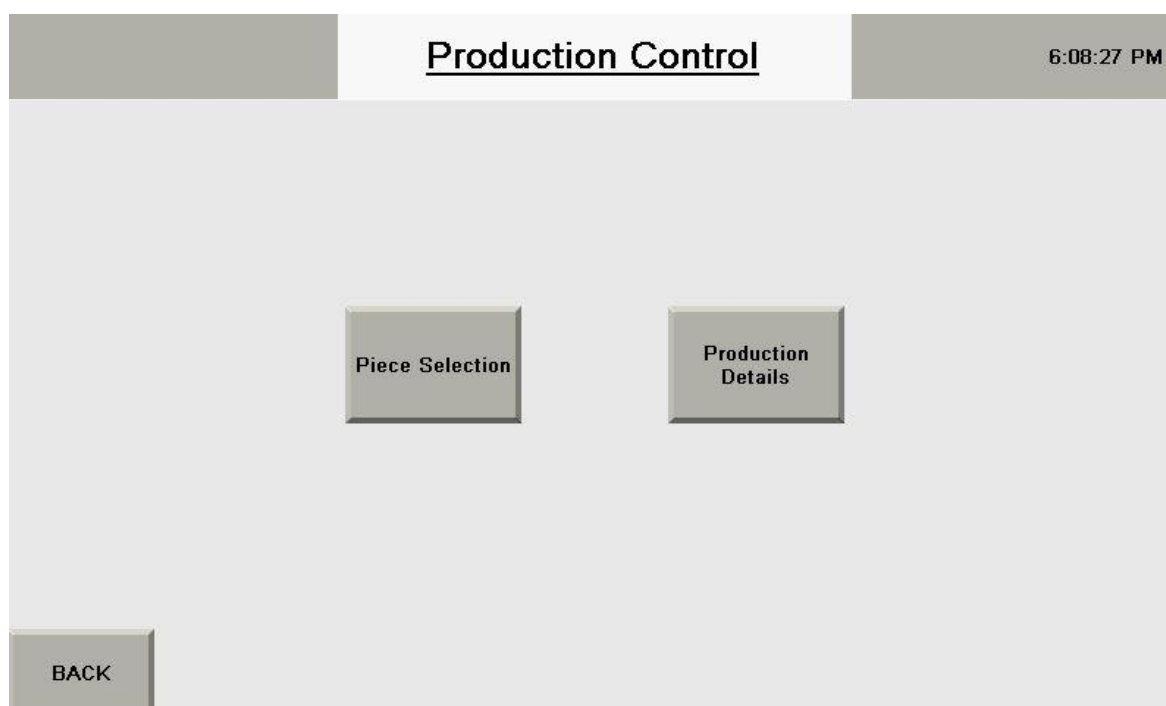 Production Control
6:08:27 PM
Piece Selection
Production
Details
BACK